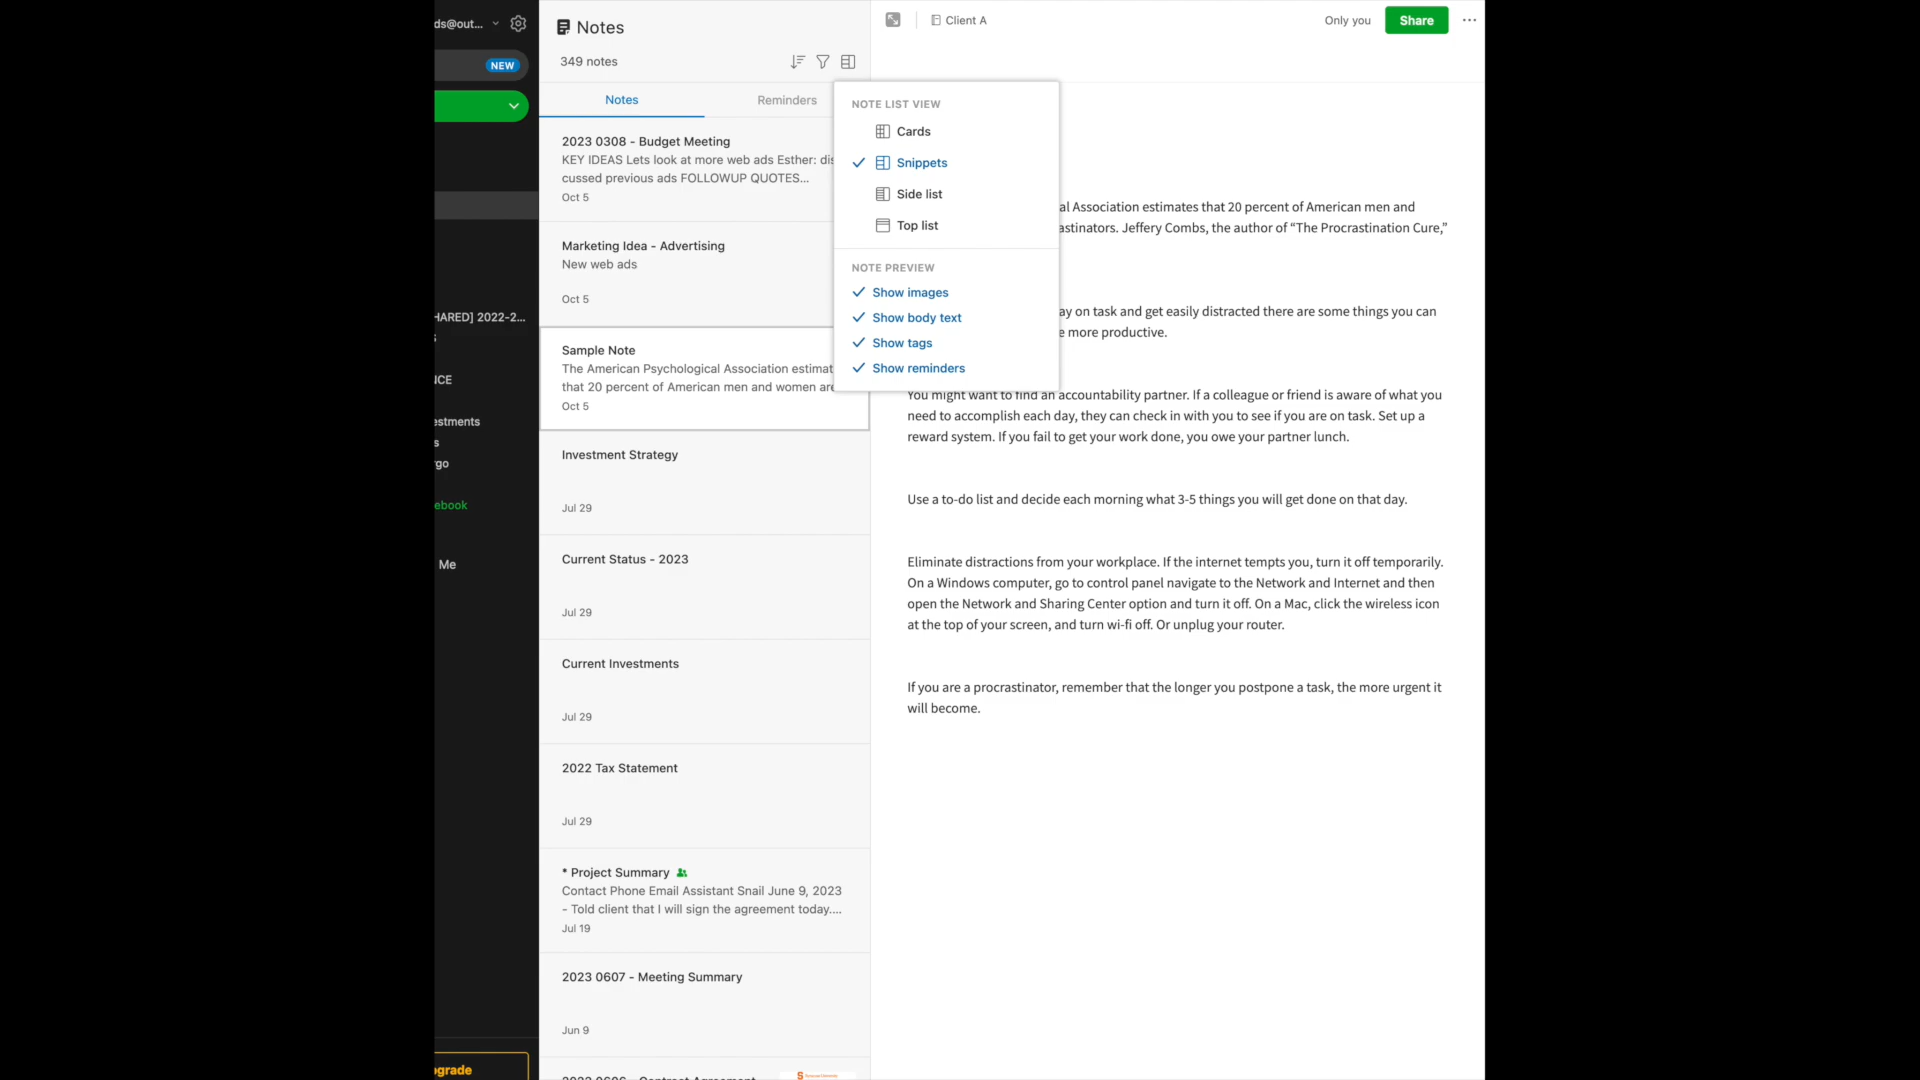 ds@out...
NEW
HARED] 2022-2...
S
NCE
estments
s
rgo
ebook
Me
pgrade
Notes
349 notes
Notes
Reminders
2023 0308 - Budget Meeting
KEY IDEAS Lets look at more web ads Esther: dis
cussed previous ads FOLLOWUP QUOTES...
Oct 5
Marketing Idea - Advertising
New web ads
Oct 5
Sample Note
The American Psychological Association estimat
that 20 percent of American men and women are
Oct 5
Investment Strategy
Jul 29
Current Status - 2023
Jul 29
Current Investments
Jul 29
2022 Tax Statement
Jul 29
* Project Summary
Contact Phone Email Assistant Snail June 9, 2023
- Told client that I will sign the agreement today....
Jul 19
2023 0607 - Meeting Summary
Jun 9
2023 0606 - Contract Agreement
NOTE LIST VIEW
Cards
Snippets
Side list
Top list
NOTE PREVIEW
Show images
Show body text
Show tags
Show reminders
Client A
Only you
Share
al Association estimates that 20 percent of American men and
astinators. Jeffery Combs, the author of “The Procrastination Cure,”
ay on task and get easily distracted there are some things you can
e more productive.
You might want to find an accountability partner. If a colleague or friend is aware of what you
need to accomplish each day, they can check in with you to see if you are on task. Set up a
reward system. If you fail to get your work done, you owe your partner lunch.
Use a to-do list and decide each morning what 3-5 things you will get done on that day.
Eliminate distractions from your workplace. If the internet tempts you, turn it off temporarily.
On a Windows computer, go to control panel navigate to the Network and Internet and then
open the Network and Sharing Center option and turn it off. On a Mac, click the wireless icon
at the top of your screen, and turn wi-fi off. Or unplug your router.
If you are a procrastinator, remember that the longer you postpone a task, the more urgent it
will become.